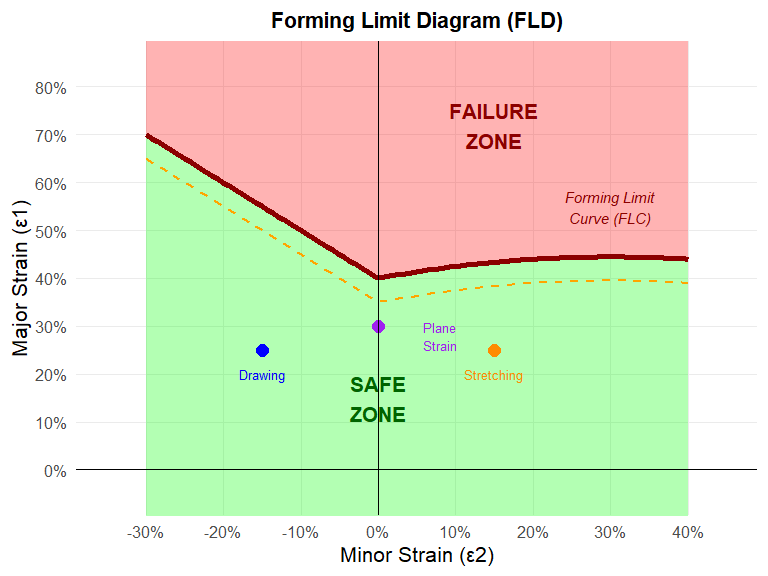 Forming Limit Diagram (FLD)
Major Strain (ε1)
80%
70%
60%
50%
40%
30%
20%
10%
0%
FAILURE
ZONE
Forming Limit
Curve (FLC)
Plane
Strain
Drawing
Stretching
SAFE
ZONE
-30%
-20%
-10%
0%
10%
20%
30%
40%
Minor Strain (ε2)